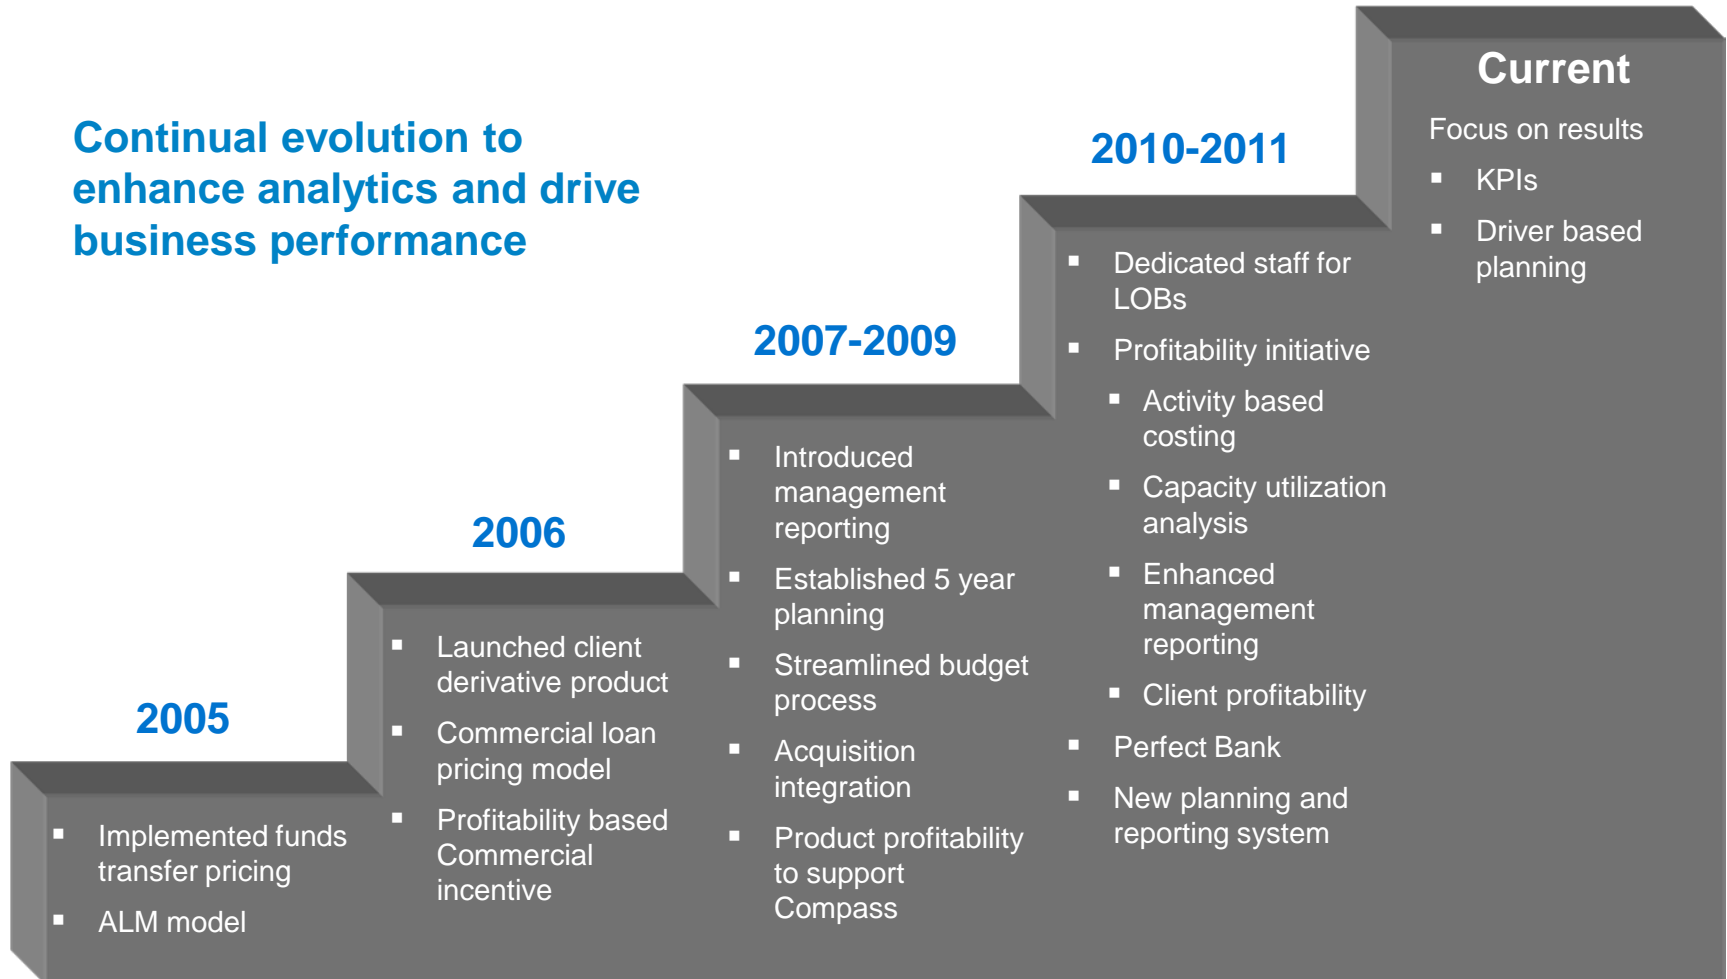 Continual evolution to
enhance analytics and drive
business performance
2005
▪ Implemented funds
transfer pricing
▪ ALM model
2006
▪ Launched client
derivative product
▪ Commercial loan
pricing model
▪ Profitability based
Commercial
incentive
2007-2009
▪ Introduced
management
reporting
▪ Established 5 year
planning
▪ Streamlined budget
process
▪ Acquisition
integration
▪ Product profitability
to support
Compass
2010-2011
▪ Dedicated staff for
LOBs
▪ Profitability initiative
▪ Activity based
costing
▪ Capacity utilization
analysis
▪ Enhanced
management
reporting
▪ Client profitability
▪ Perfect Bank
▪ New planning and
reporting system
Current
Focus on results
▪ KPIs
▪ Driver based
planning